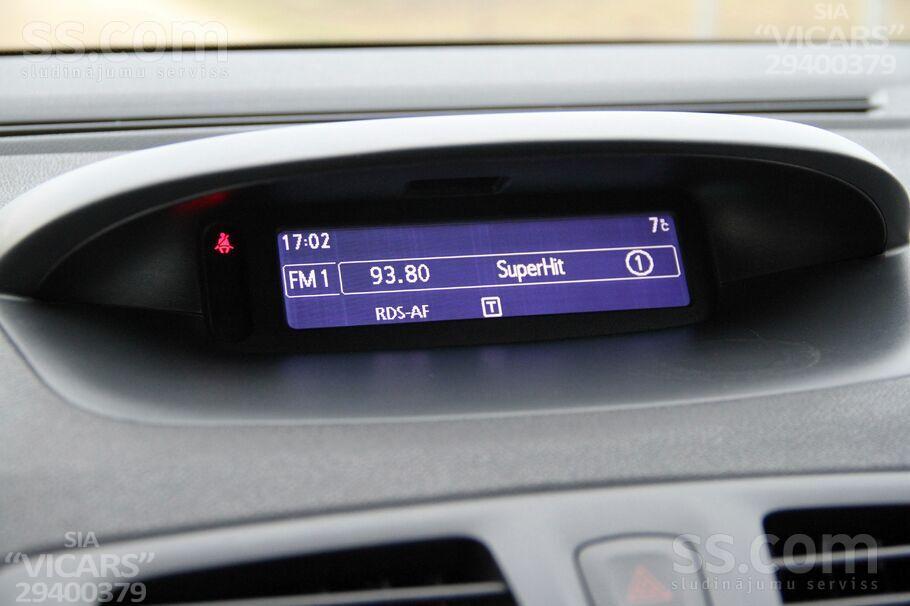 ss.com
sludinājumu serviss
SIA
“VICARS”
29400379
17:02 7°C
FM1 93.80 SuperHit 1
RDS-AF T
SIA
“VICARS”
29400379
ss.com
sludinājumu serviss